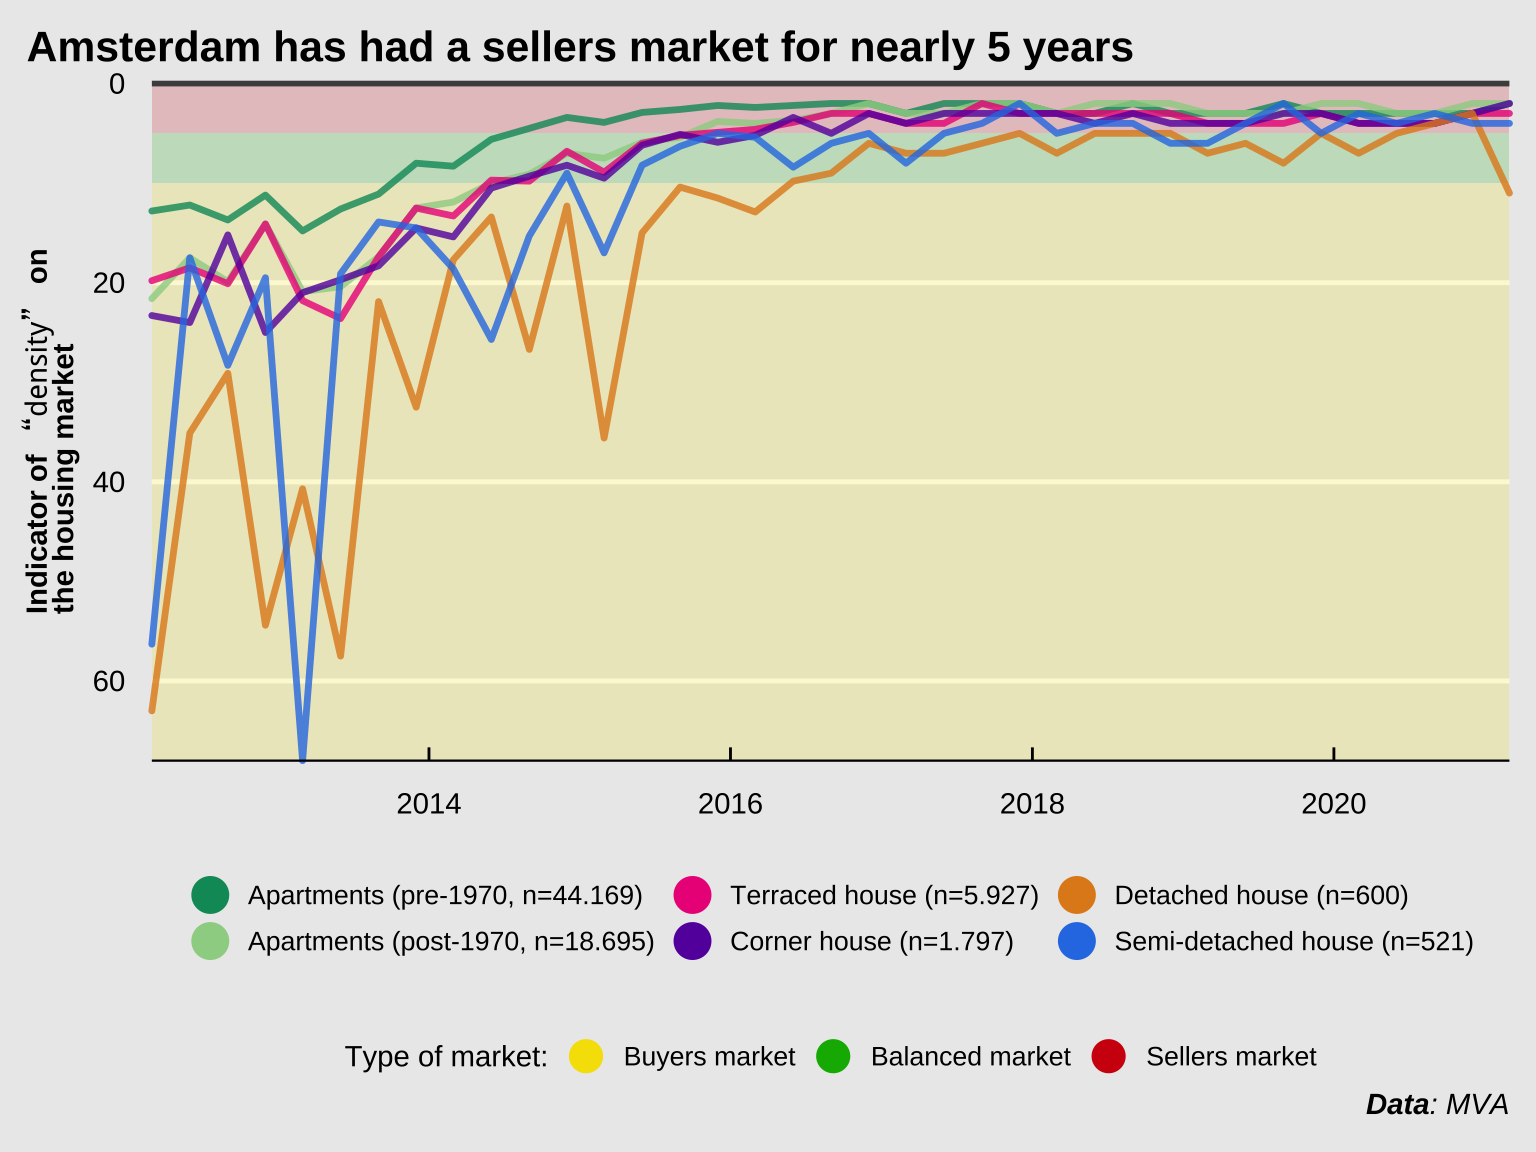 Amsterdam has had a sellers market for nearly 5 years
Indicator of “density” on
the housing market
0
20
40
60
2014 2016 2018 2020
Apartments (pre-1970, n=44.169) Terraced house (n=5.927) Detached house (n=600)
Apartments (post-1970, n=18.695) Corner house (n=1.797) Semi-detached house (n=521)
Type of market: Buyers market Balanced market Sellers market
Data: MVA